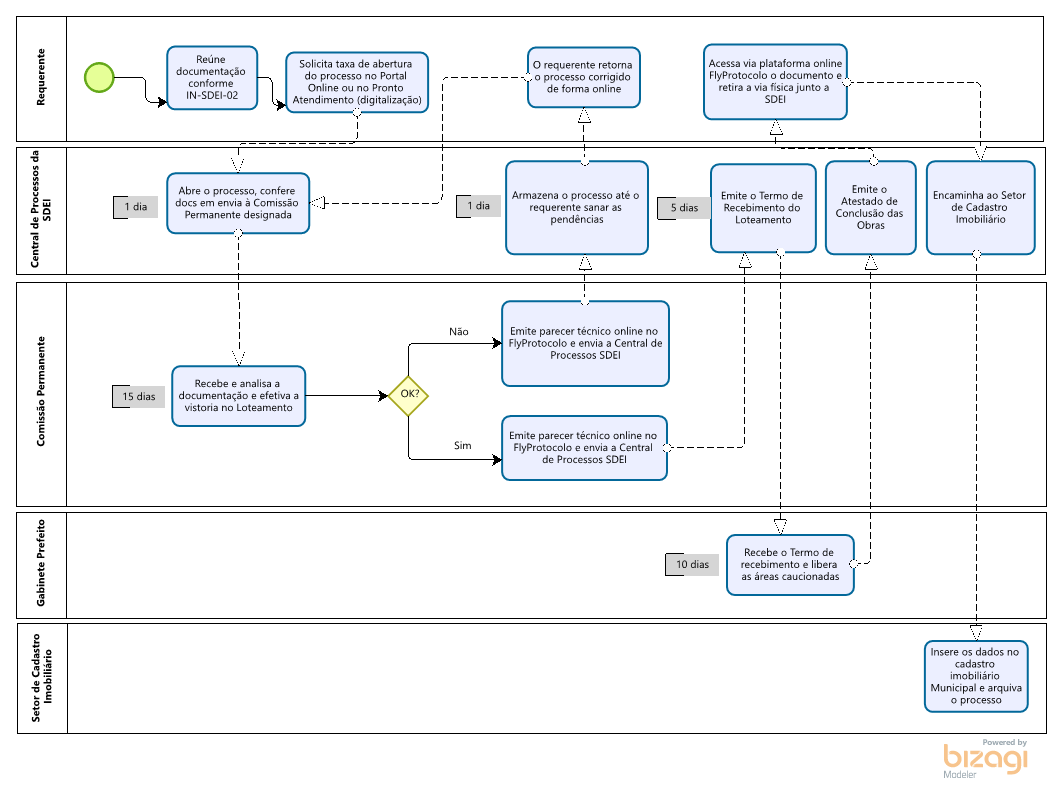 Requerente
Reúne
documentação
conforme
IN-SDEI-02
Solicita taxa de abertura
do processo no Portal
Online ou no Pronto
Atendimento (digitalização)
O requerente retorna
o processo corrigido
de forma online
Acessa via plataforma online
FlyProtocolo o documento e
retira a via física junto a
SDEI
Central de Processos da
SDEI
1 dia
Abre o processo, confere
docs em envia à Comissão
Permanente designada
1 dia
Armazena o processo até o
requerente sanar as
pendências
5 dias
Emite o Termo de
Recebimento do
Loteamento
Emite o
Atestado de
Conclusão das
Obras
Encaminha ao Setor
de Cadastro
Imobiliário
Comissão Permanente
15 dias
Recebe e analisa a
documentação e efetiva a
vistoria no Loteamento
OK?
Não
Emite parecer técnico online no
FlyProtocolo e envia a Central de
Processos SDEI
Sim
Emite parecer técnico online no
FlyProtocolo e envia a Central
de Processos SDEI
Gabinete Prefeito
10 dias
Recebe o Termo de
recebimento e libera
as áreas caucionadas
Setor de Cadastro
Imobiliário
Insere os dados no
cadastro
imobiliário
Municipal e arquiva
o processo
Powered by
bizagi
Modeler